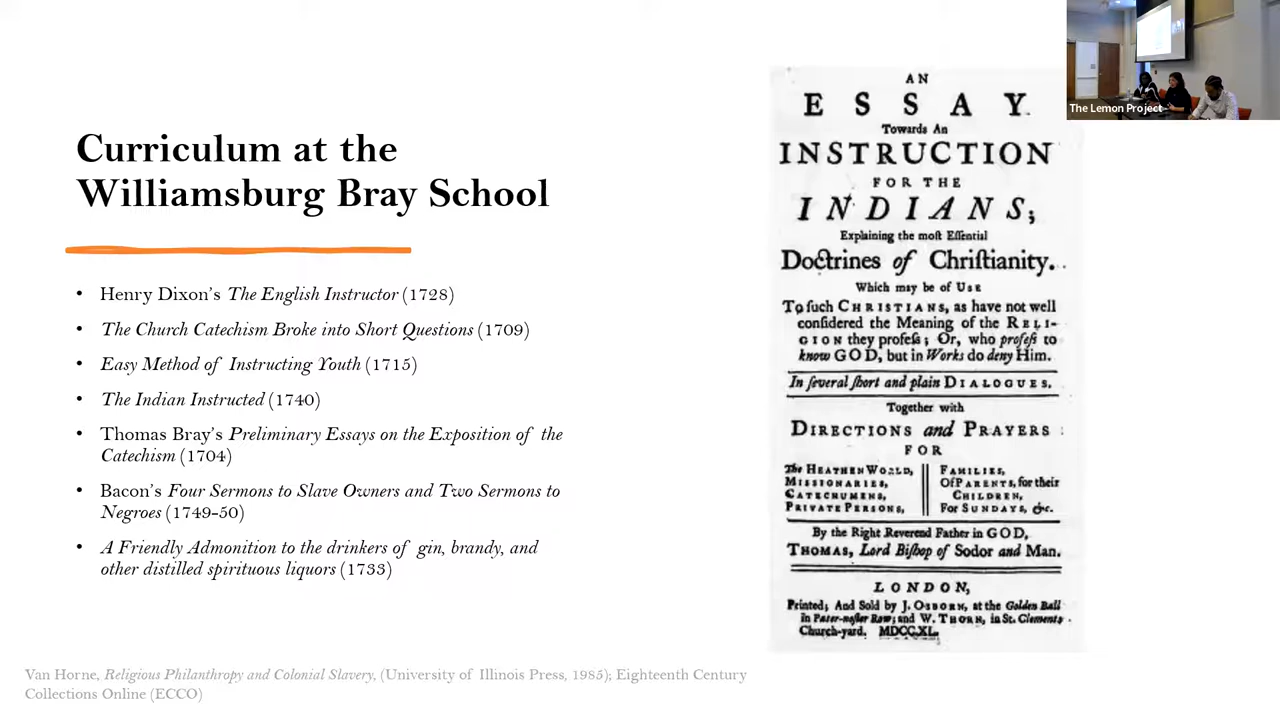 Curriculum at the
Williamsburg Bray School
• Henry Dixon's The English Instructor (1728)
• The Church Catechism Broke into Short Questions (1709)
• Easy Method of Instructing Youth (1715)
• The Indian Instructed (1740)
• Thomas Bray's Preliminary Essays on the Exposition of the
Catechism (1704)
• Bacon's Four Sermons to Slave Owners and Two Sermons to
Negroes (1749-50)
• A Friendly Admonition to the drinkers of gin, brandy, and
other distilled spirituous liquors (1733)
Van Horne, Religious Philanthropy and Colonial Slavery, (University of Illinois Press, 1985); Eighteenth Century
Collections Online (ECCO)
AN
ESSAY
Towards An
INSTRUCTION
FOR THE
INDIANS;
Explaining the moſt Eſſential
Doctrines of Chriſtianity.
Which may be of Use
To ſuch CHRISTIANS, as have not well
conſidered the Meaning of the RELI-
GION they profeſs; Or, who profeſs to
know GOD, but in Works do deny Him.
In ſeveral ſhort and plain DIALOGUES.
Together with
DIRECTIONS and PRAYERS
FOR
The HEATHEN WORLD,
MISSIONARIES,
CATECHUMENS,
PRIVATE PERSONS,
FAMILIES,
Of PARENTS, for their
CHILDREN,
For SUNDAYS, &c.
By the Right Reverend Father in GOD,
THOMAS, Lord Biſhop of Sodor and Man.
LONDON,
Printed; And Sold by J. OSBORN, at the Golden Ball
in Pater-noſter Row; and W. THORN, in St. Clements
Church-yard. MDCCXL.
The Lemon Project